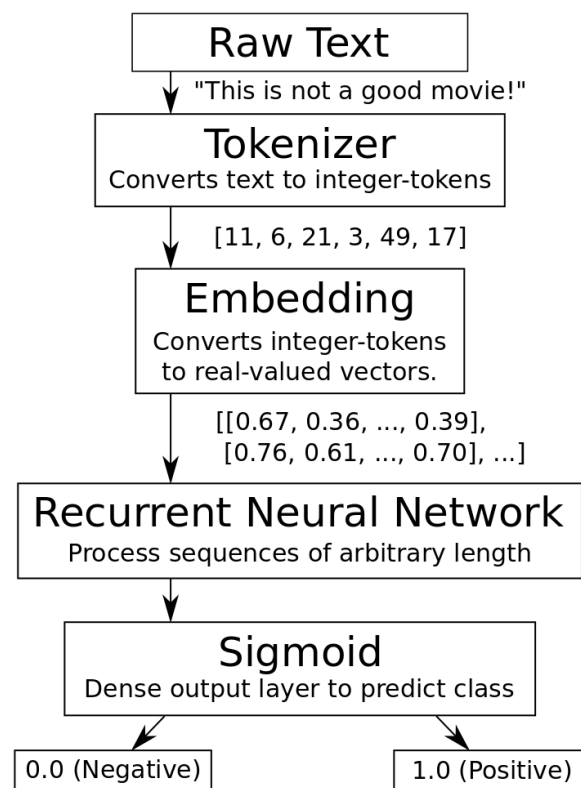 Raw Text
"This is not a good movie!"
Tokenizer
Converts text to integer-tokens
[11, 6, 21, 3, 49, 17]
Embedding
Converts integer-tokens
to real-valued vectors.
[[0.67, 0.36, ..., 0.39],
[0.76, 0.61, ..., 0.70], ...]
Recurrent Neural Network
Process sequences of arbitrary length
Sigmoid
Dense output layer to predict class
0.0 (Negative)
1.0 (Positive)